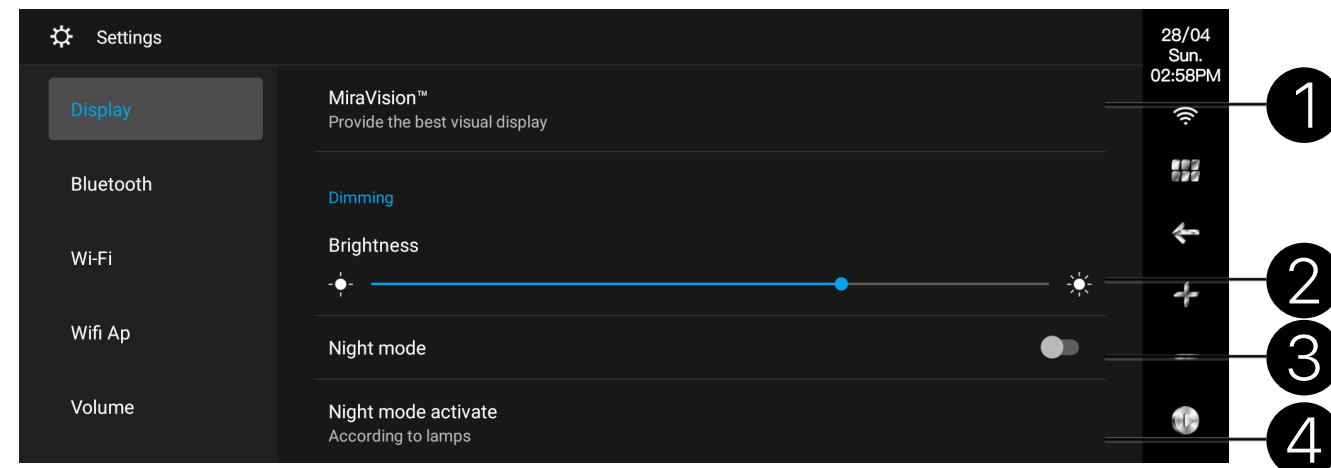 Settings
28/04
Sun.
02:58PM
Display
Bluetooth
Wi-Fi
Wifi Ap
Volume
MiraVision™
Provide the best visual display
Dimming
Brightness
Night mode
Night mode activate
According to lamps
1
2
3
4